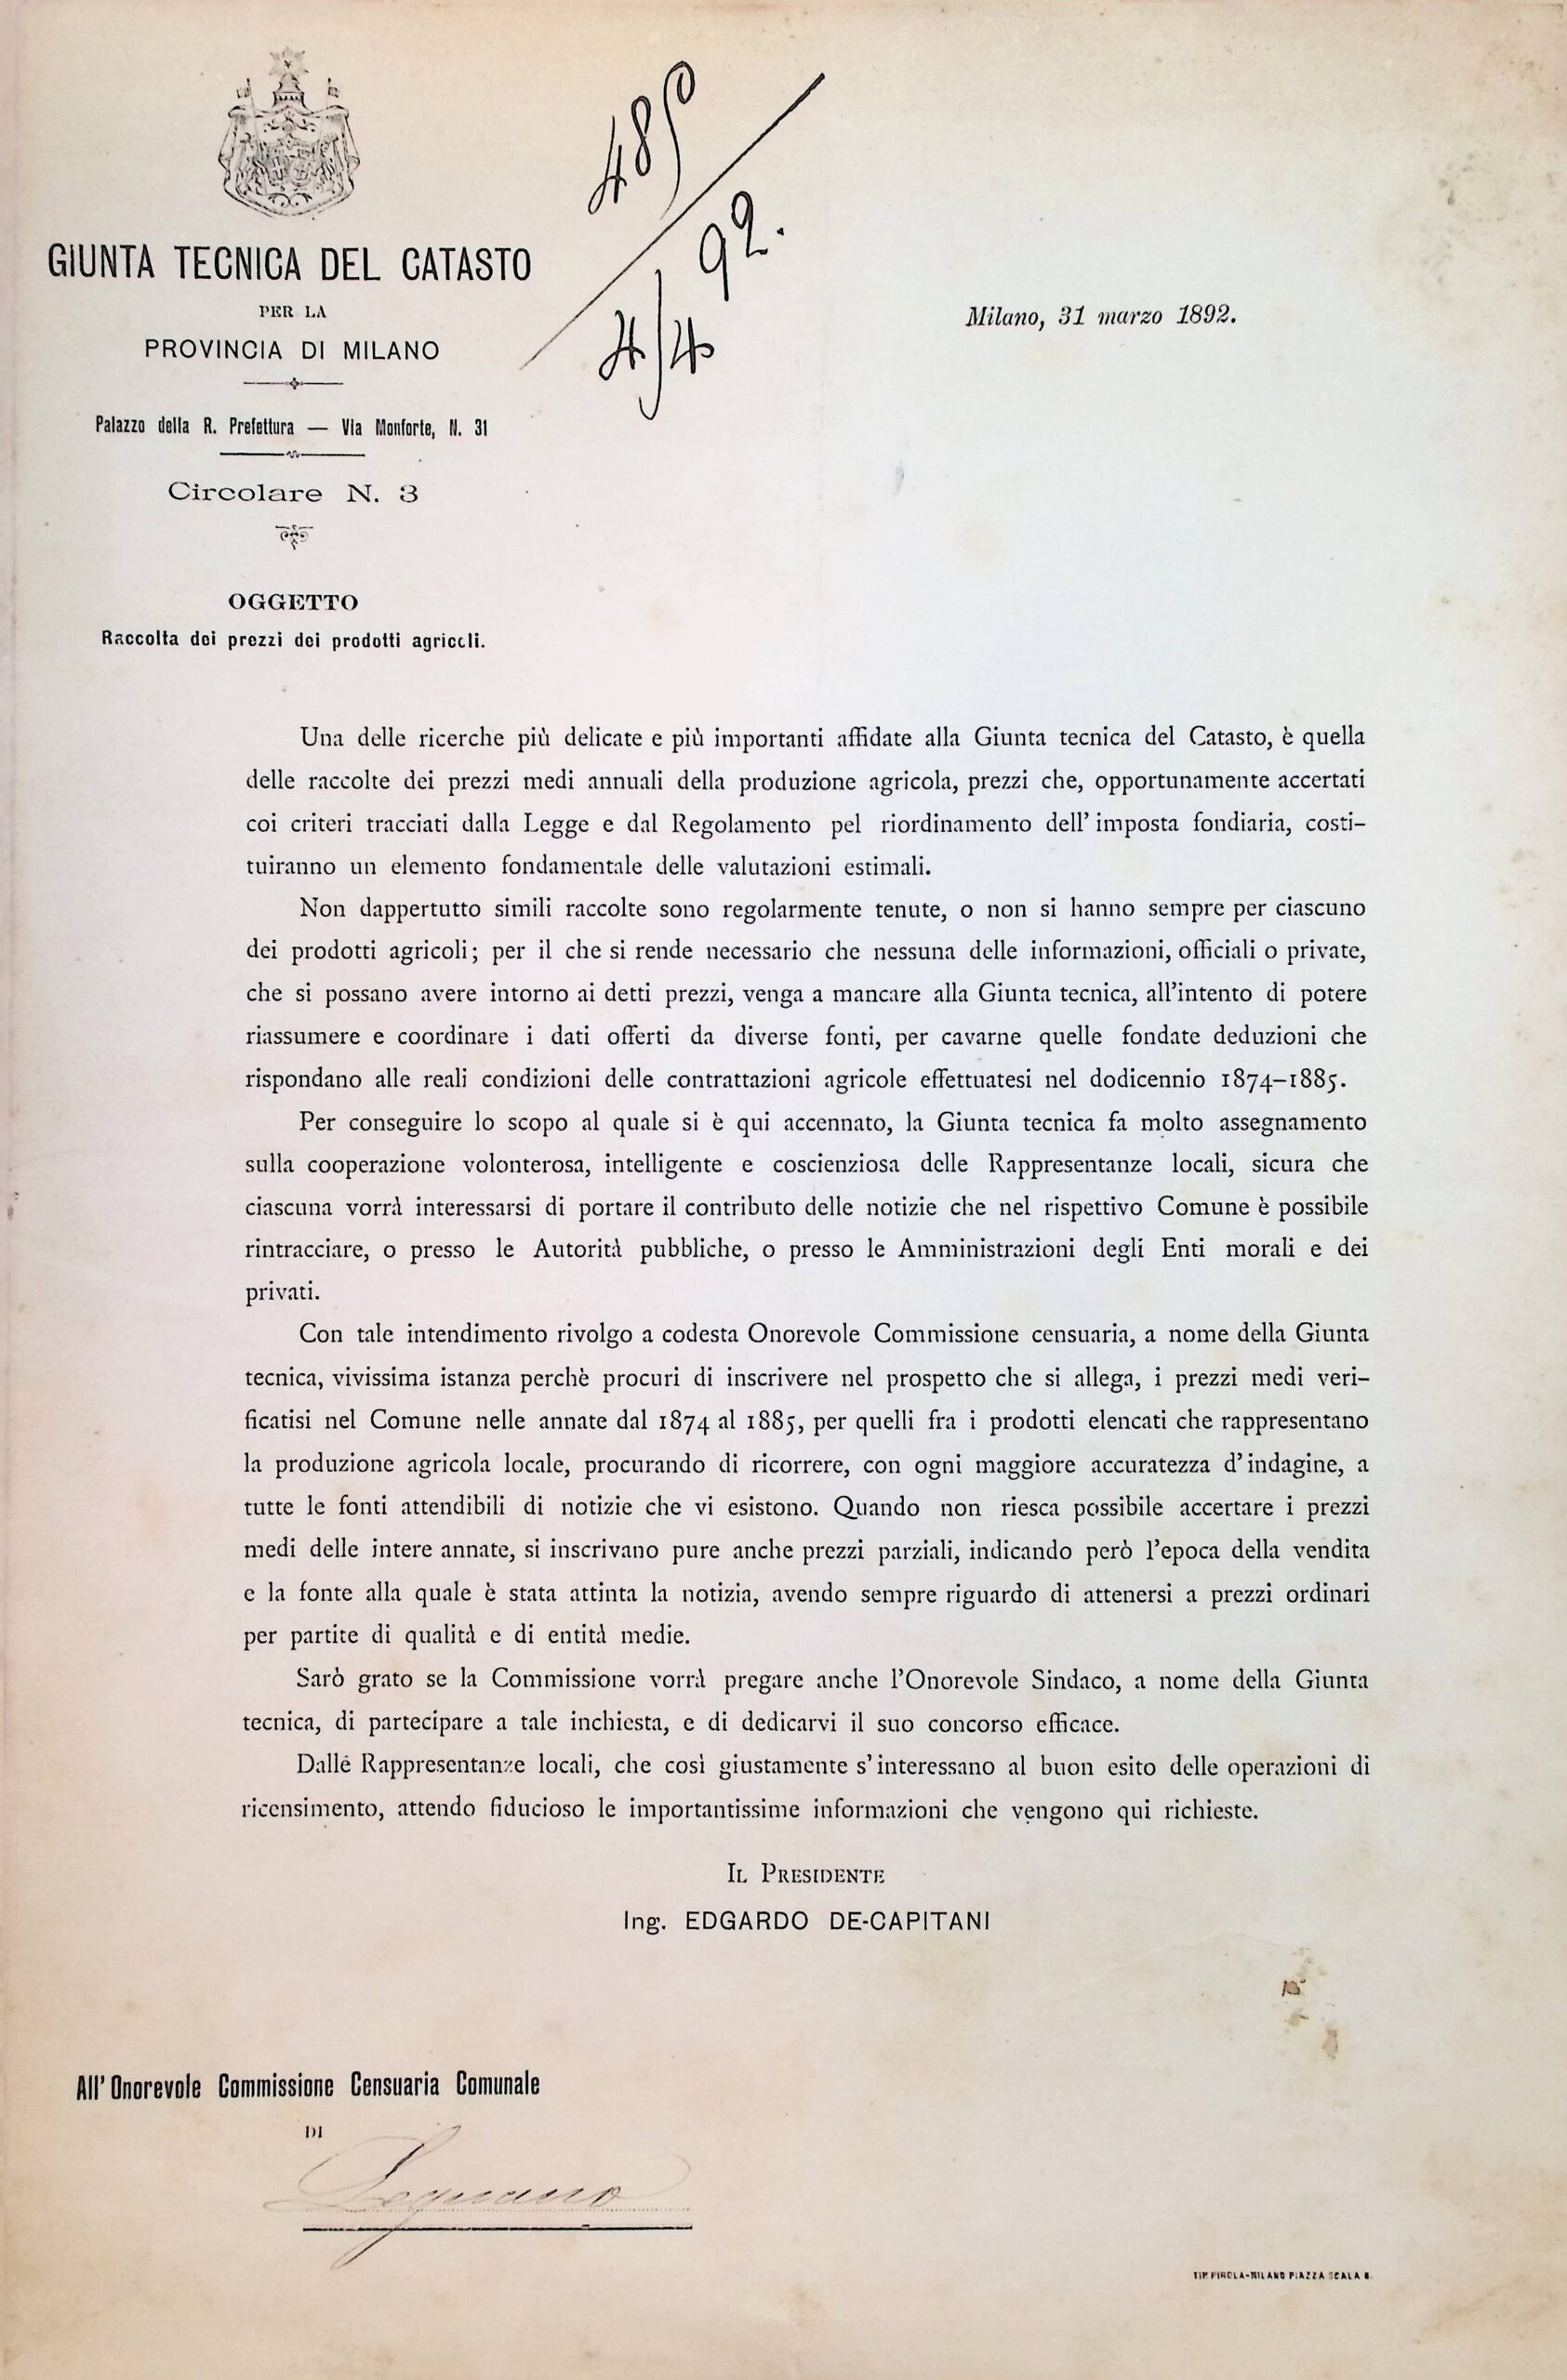 485
92.
4/4
GIUNTA TECNICA DEL CATASTO
PER LA
PROVINCIA DI MILANO
Palazzo della R. Prefettura — Via Monforte, N. 31
Circolare N. 3
Milano, 31 marzo 1892.
OGGETTO
Raccolta dei prezzi dei prodotti agricoli.
Una delle ricerche più delicate e più importanti affidate alla Giunta tecnica del Catasto, è quella
delle raccolte dei prezzi medi annuali della produzione agricola, prezzi che, opportunamente accertati
coi criteri tracciati dalla Legge e dal Regolamento pel riordinamento dell' imposta fondiaria, costi-
tuiranno un elemento fondamentale delle valutazioni estimali.
Non dappertutto simili raccolte sono regolarmente tenute, o non si hanno sempre per ciascuno
dei prodotti agricoli; per il che si rende necessario che nessuna delle informazioni, officiali o private,
che si possano avere intorno ai detti prezzi, venga a mancare alla Giunta tecnica, all'intento di potere
riassumere e coordinare i dati offerti da diverse fonti, per cavarne quelle fondate deduzioni che
rispondano alle reali condizioni delle contrattazioni agricole effettuatesi nel dodicennio 1874–1885.
Per conseguire lo scopo al quale si è qui accennato, la Giunta tecnica fa molto assegnamento
sulla cooperazione volonterosa, intelligente e coscienziosa delle Rappresentanze locali, sicura che
ciascuna vorrà interessarsi di portare il contributo delle notizie che nel rispettivo Comune è possibile
rintracciare, o presso le Autorità pubbliche, o presso le Amministrazioni degli Enti morali e dei
privati.
Con tale intendimento rivolgo a codesta Onorevole Commissione censuaria, a nome della Giunta
tecnica, vivissima istanza perchè procuri di inscrivere nel prospetto che si allega, i prezzi medi veri-
ficatisi nel Comune nelle annate dal 1874 al 1885, per quelli fra i prodotti elencati che rappresentano
la produzione agricola locale, procurando di ricorrere, con ogni maggiore accuratezza d'indagine, a
tutte le fonti attendibili di notizie che vi esistono. Quando non riesca possibile accertare i prezzi
medi delle intere annate, si inscrivano pure anche prezzi parziali, indicando però l'epoca della vendita
e la fonte alla quale è stata attinta la notizia, avendo sempre riguardo di attenersi a prezzi ordinari
per partite di qualità e di entità medie.
Sarò grato se la Commissione vorrà pregare anche l'Onorevole Sindaco, a nome della Giunta
tecnica, di partecipare a tale inchiesta, e di dedicarvi il suo concorso efficace.
Dalle Rappresentanze locali, che così giustamente s'interessano al buon esito delle operazioni di
ricensimento, attendo fiducioso le importantissime informazioni che vengono qui richieste.
IL PRESIDENTE
Ing. EDGARDO DE-CAPITANI
All' Onorevole Commissione Censuaria Comunale
DI
Legnano
TIP. PIROLA-MILANO PIAZZA SCALA 6.